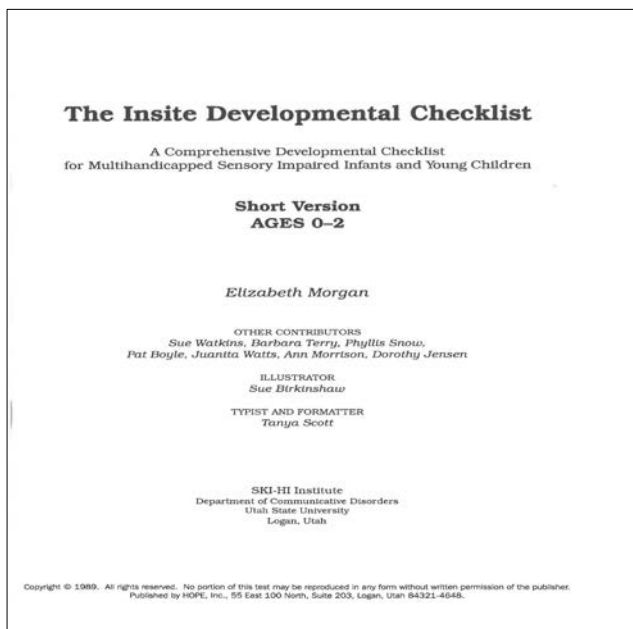 The Insite Developmental Checklist
A Comprehensive Developmental Checklist
for Multihandicapped Sensory Impaired Infants and Young Children
Short Version
AGES 0–2
Elizabeth Morgan
OTHER CONTRIBUTORS
Sue Watkins, Barbara Terry, Phyllis Snow,
Pat Boyle, Juanita Watts, Ann Morrison, Dorothy Jensen
ILLUSTRATOR
Sue Birkinshaw
TYPIST AND FORMATTER
Tanya Scott
SKI-HI Institute
Department of Communicative Disorders
Utah State University
Logan, Utah
Copyright © 1989. All rights reserved. No portion of this test may be reproduced in any form without written permission of the publisher.
Published by HOPE, Inc., 55 East 100 North, Suite 203, Logan, Utah 84321-4648.